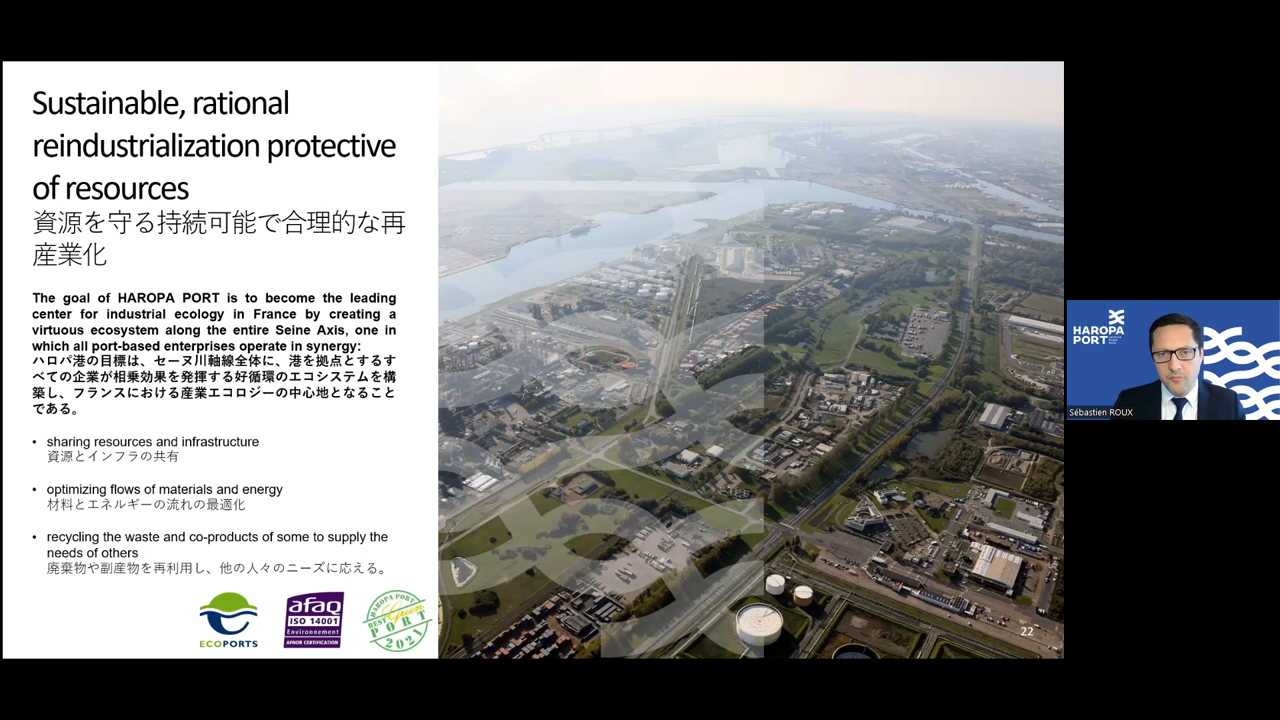 Sustainable, rational
reindustrialization protective
of resources
資源を守る持続可能で合理的な再
産業化
The goal of HAROPA PORT is to become the leading
center for industrial ecology in France by creating a
virtuous ecosystem along the entire Seine Axis, one in
which all port-based enterprises operate in synergy:
ハロパ港の目標は、セーヌ川軸線全体に、港を拠点とするす
べての企業が相乗効果を発揮する好循環のエコシステムを構
築し、フランスにおける産業エコロジーの中心地となること
である。
• sharing resources and infrastructure
資源とインフラの共有
• optimizing flows of materials and energy
材料とエネルギーの流れの最適化
• recycling the waste and co-products of some to supply the
needs of others
廃棄物や副産物を再利用し、他の人々のニーズに応える。
ECOPORTS
afaq
ISO 14001
Environnement
AFNOR CERTIFICATION
HAROPA PORT
BEST Green
PORT
2021
22
HAROPA
PORT
Sébastien ROUX